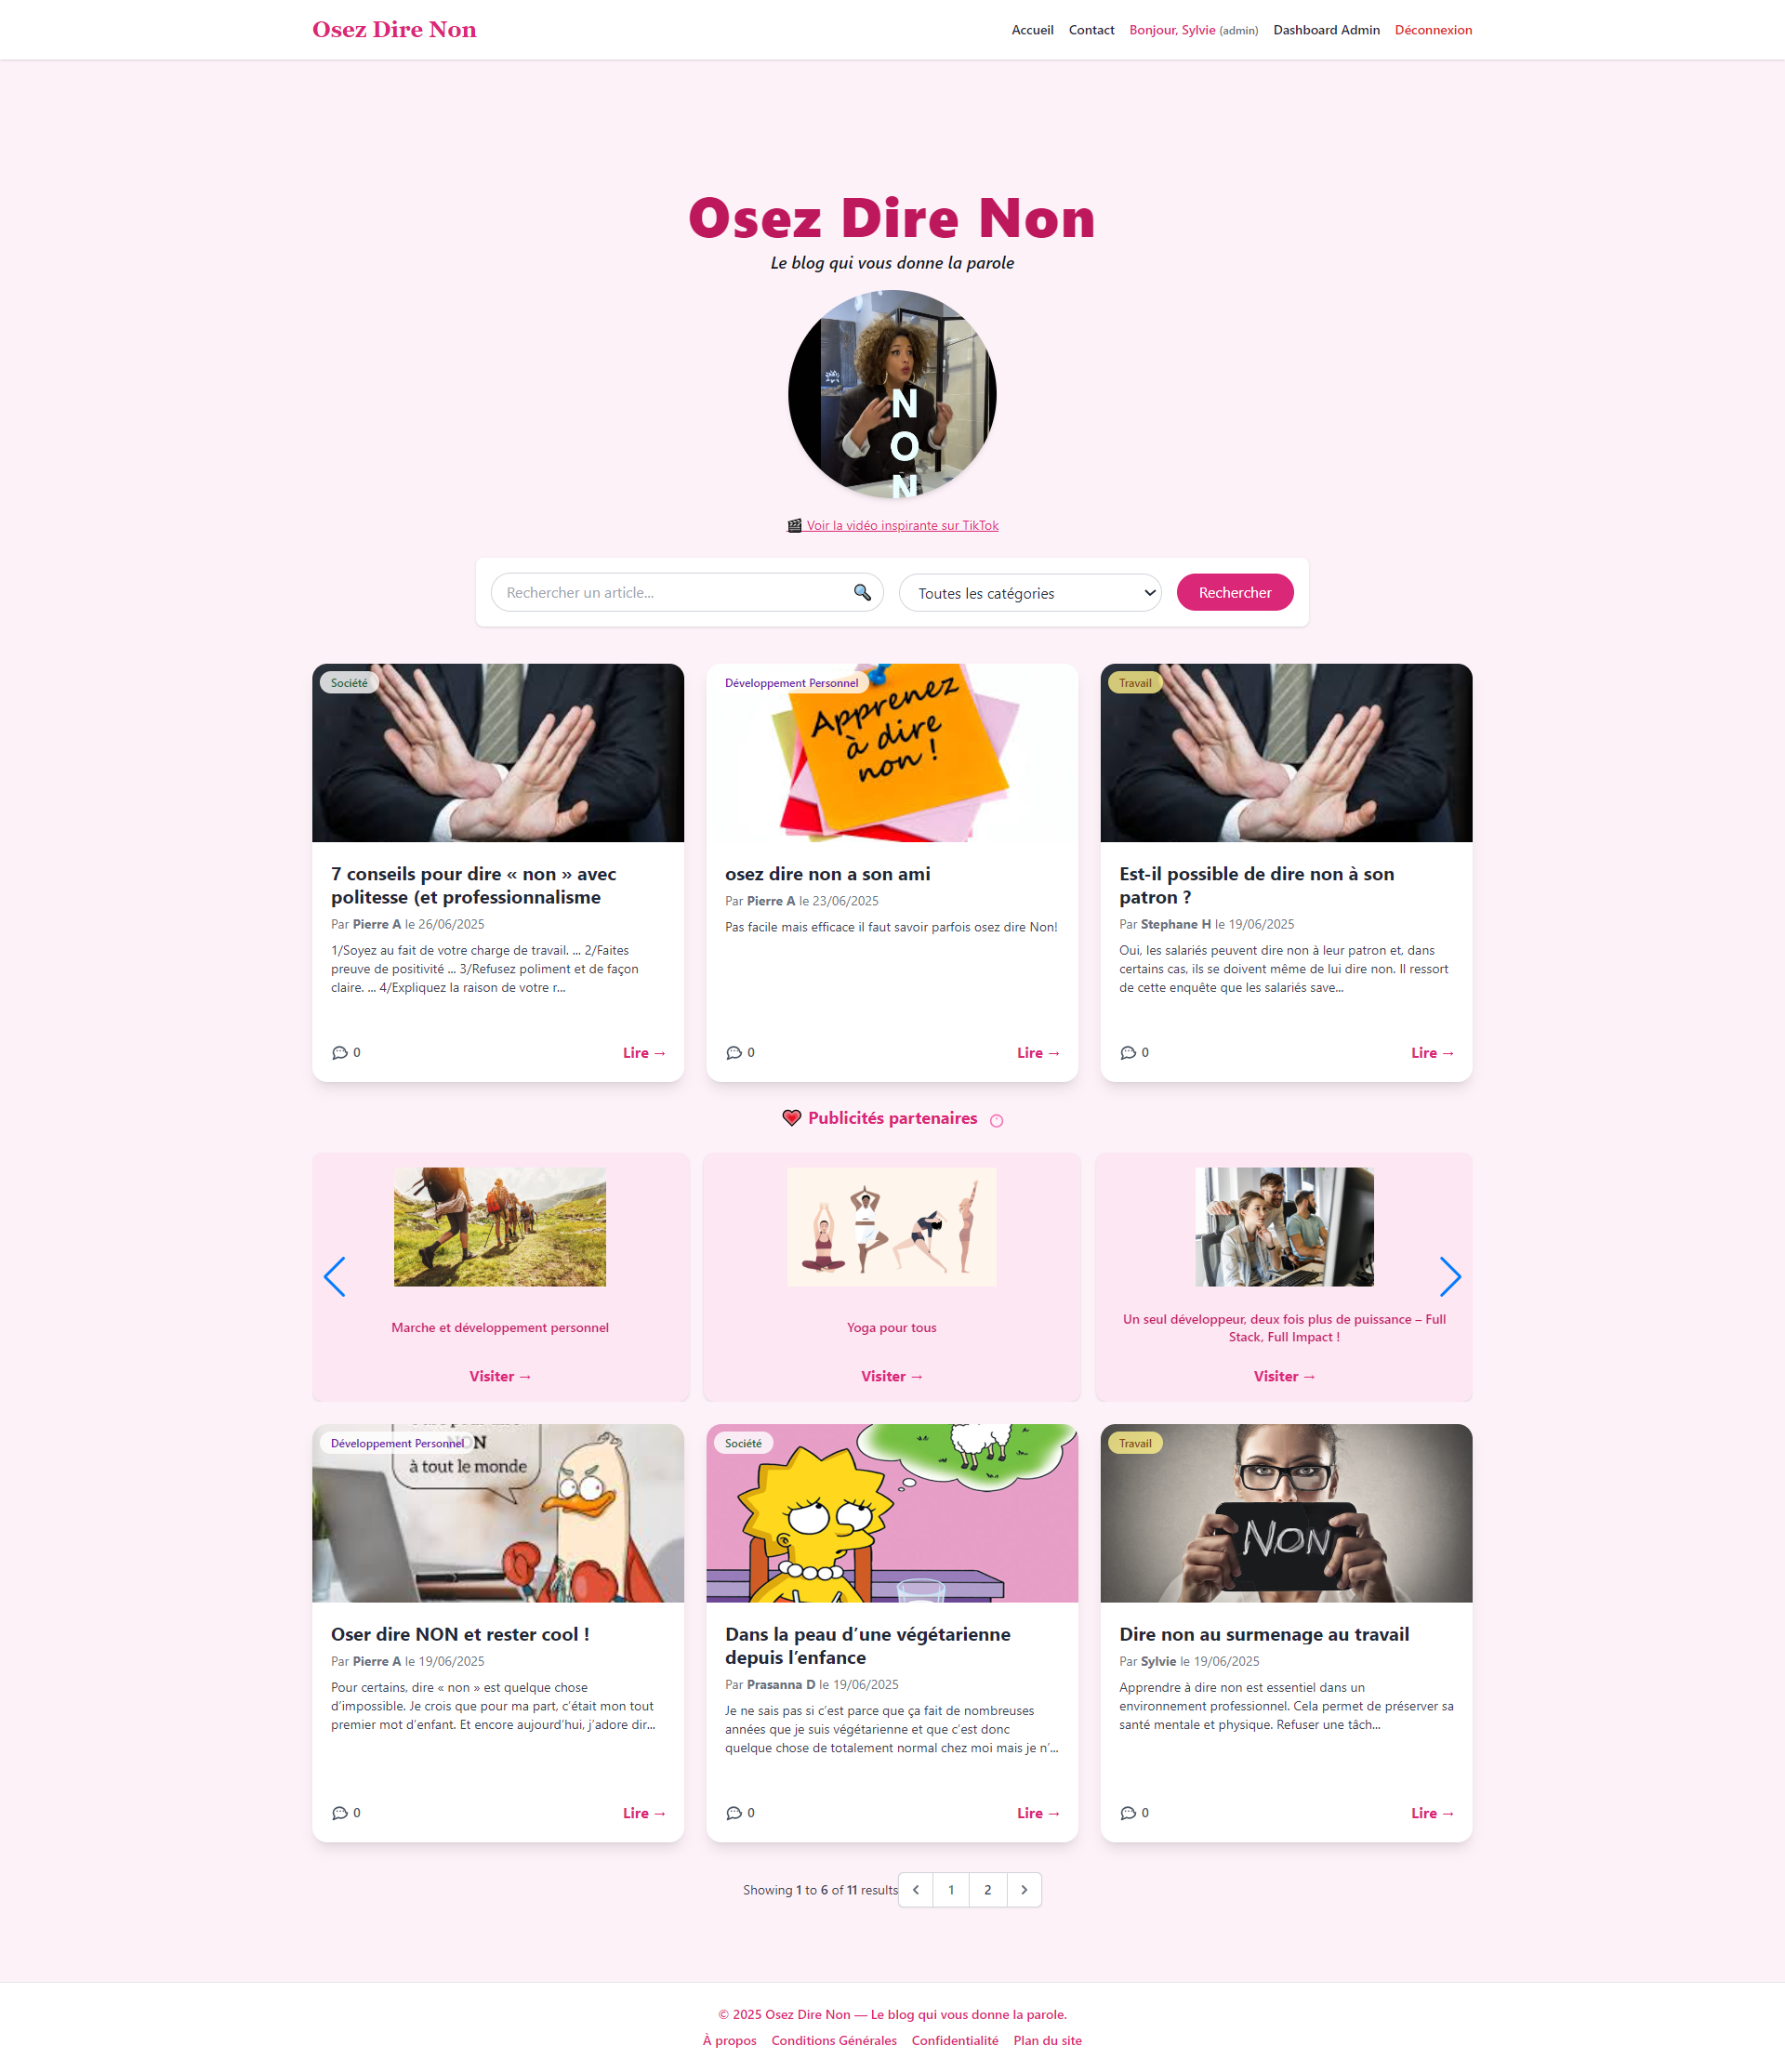 Osez Dire Non
Accueil Contact Bonjour, Sylvie (admin) Dashboard Admin Déconnexion
Osez Dire Non
Le blog qui vous donne la parole
N
O
N
Voir la vidéo inspirante sur TikTok
Rechercher un article...
Toutes les catégories
Rechercher
Société
7 conseils pour dire « non » avec
politesse (et professionnalisme
Par Pierre A le 26/06/2025
1/Soyez au fait de votre charge de travail. ... 2/Faites
preuve de positivité ... 3/Refusez poliment et de façon
claire. ... 4/Expliquez la raison de votre r...
0
Lire →
Développement Personnel
Apprenez
à dire
non !
osez dire non a son ami
Par Pierre A le 23/06/2025
Pas facile mais efficace il faut savoir parfois osez dire Non!
0
Lire →
Travail
Est-il possible de dire non à son
patron ?
Par Stephane H le 19/06/2025
Oui, les salariés peuvent dire non à leur patron et, dans
certains cas, ils se doivent même de lui dire non. Il ressort
de cette enquête que les salariés save...
0
Lire →
Publicités partenaires
Marche et développement personnel
Visiter →
Yoga pour tous
Visiter →
Un seul développeur, deux fois plus de puissance – Full
Stack, Full Impact !
Visiter →
Développement Personnel
NON
à tout le monde
Oser dire NON et rester cool !
Par Pierre A le 19/06/2025
Pour certains, dire « non » est quelque chose
d’impossible. Je crois que pour ma part, c’était mon tout
premier mot d’enfant. Et encore aujourd’hui, j’adore dir...
0
Lire →
Société
Dans la peau d’une végétarienne
depuis l’enfance
Par Prasanna D le 19/06/2025
Je ne sais pas si c’est parce que ça fait de nombreuses
années que je suis végétarienne et que c’est donc
quelque chose de totalement normal chez moi mais je n’...
0
Lire →
Travail
NON
Dire non au surmenage au travail
Par Sylvie le 19/06/2025
Apprendre à dire non est essentiel dans un
environnement professionnel. Cela permet de préserver sa
santé mentale et physique. Refuser une tâch...
0
Lire →
Showing 1 to 6 of 11 results
1 2
© 2025 Osez Dire Non — Le blog qui vous donne la parole.
À propos Conditions Générales Confidentialité Plan du site